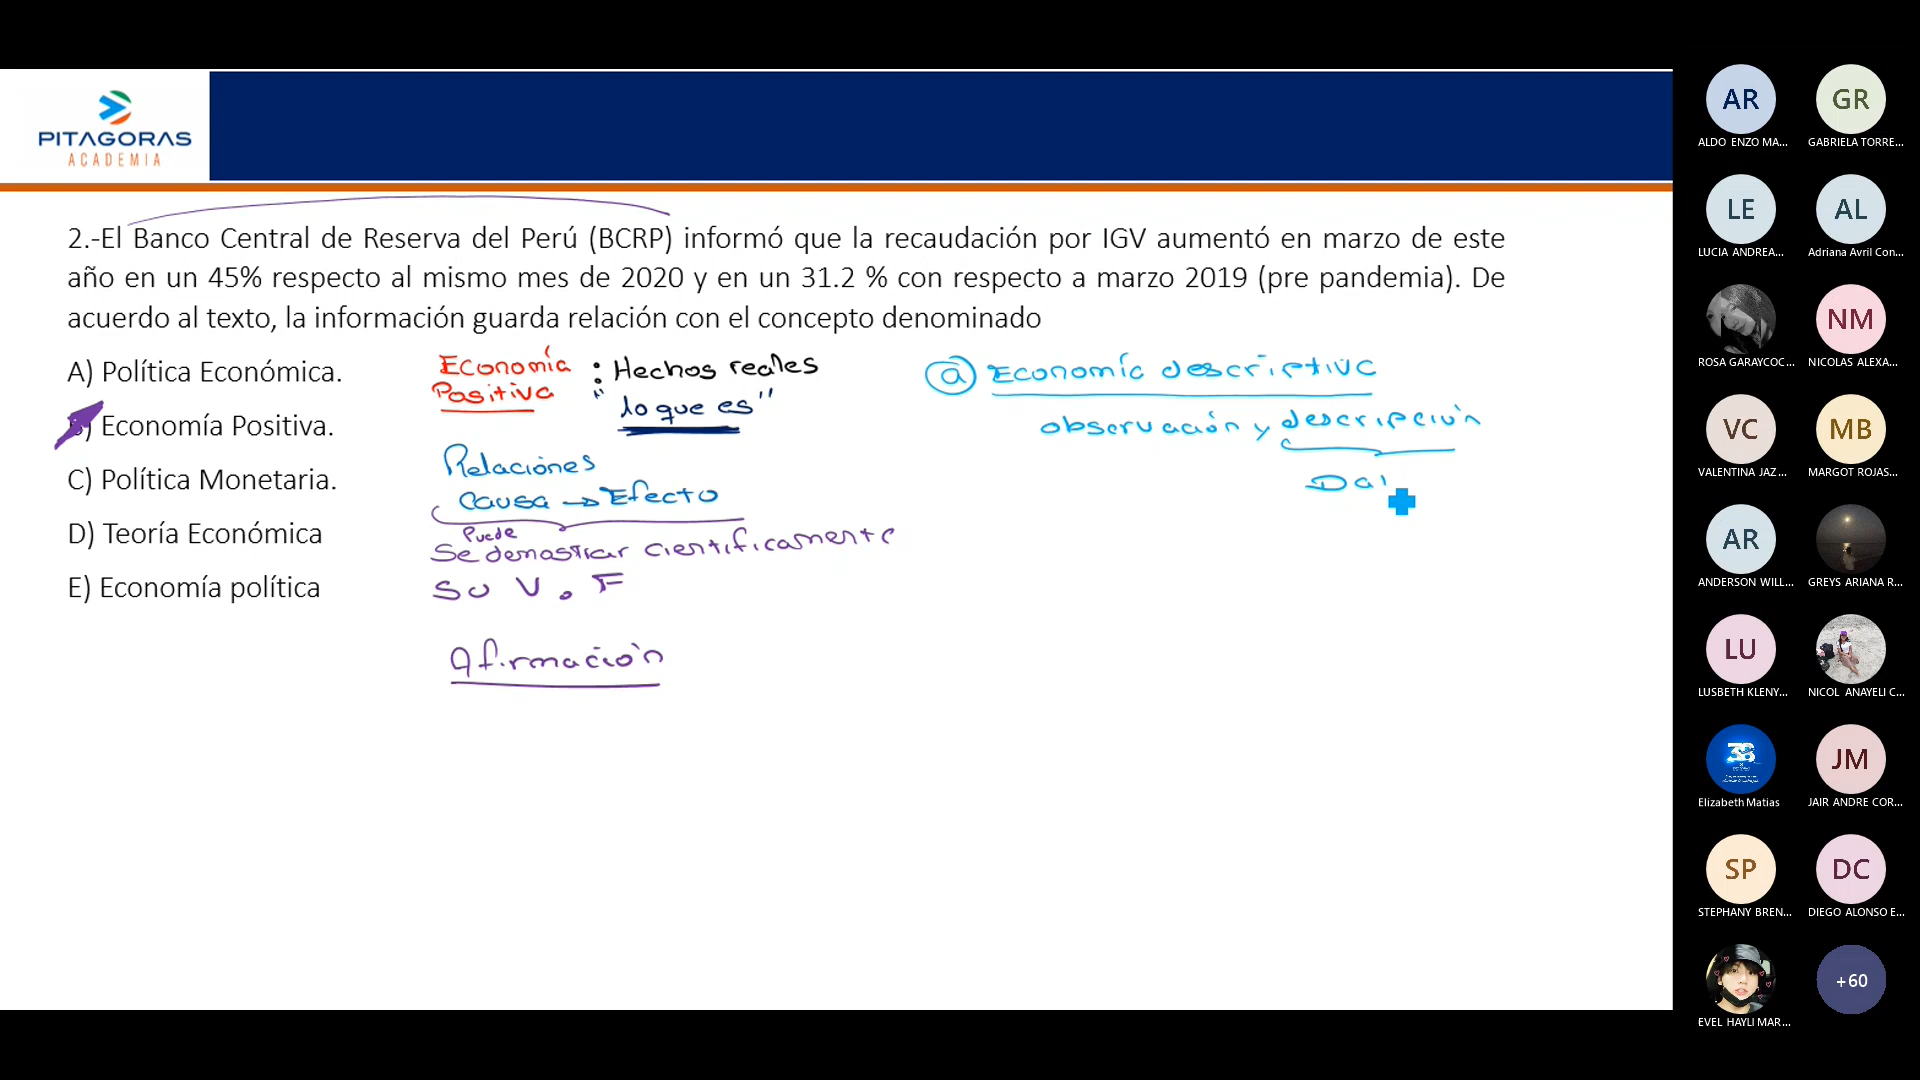 PITAGORAS
ACADEMIA
2.-El Banco Central de Reserva del Perú (BCRP) informó que la recaudación por IGV aumentó en marzo de este
año en un 45% respecto al mismo mes de 2020 y en un 31.2 % con respecto a marzo 2019 (pre pandemia). De
acuerdo al texto, la información guarda relación con el concepto denominado
A) Política Económica.
B) Economía Positiva.
C) Política Monetaria.
D) Teoría Económica
E) Economía política
Economía
Positiva
: Hechos reales
"lo que es"
Relaciones
Causa → Efecto
Puede
Se demostrar científicamente
su V o F
Afirmación
a) Economía descriptiva
observación y descripción
Da
AR
ALDO ENZO MA...
GR
GABRIELA TORRE...
LE
LUCIA ANDREA...
AL
Adriana Avril Con...
ROSA GARAYCOC...
NM
NICOLAS ALEXA...
VC
VALENTINA JAZ...
MB
MARGOT ROJAS...
AR
ANDERSON WILL...
GREYS ARIANA R...
LU
LUSBETH KLENY...
NICOL ANAYELI C...
Elizabeth Matias
JM
JAIR ANDRE COR...
SP
STEPHANY BREN...
DC
DIEGO ALONSO E...
EVEL HAYLI MAR...
+60